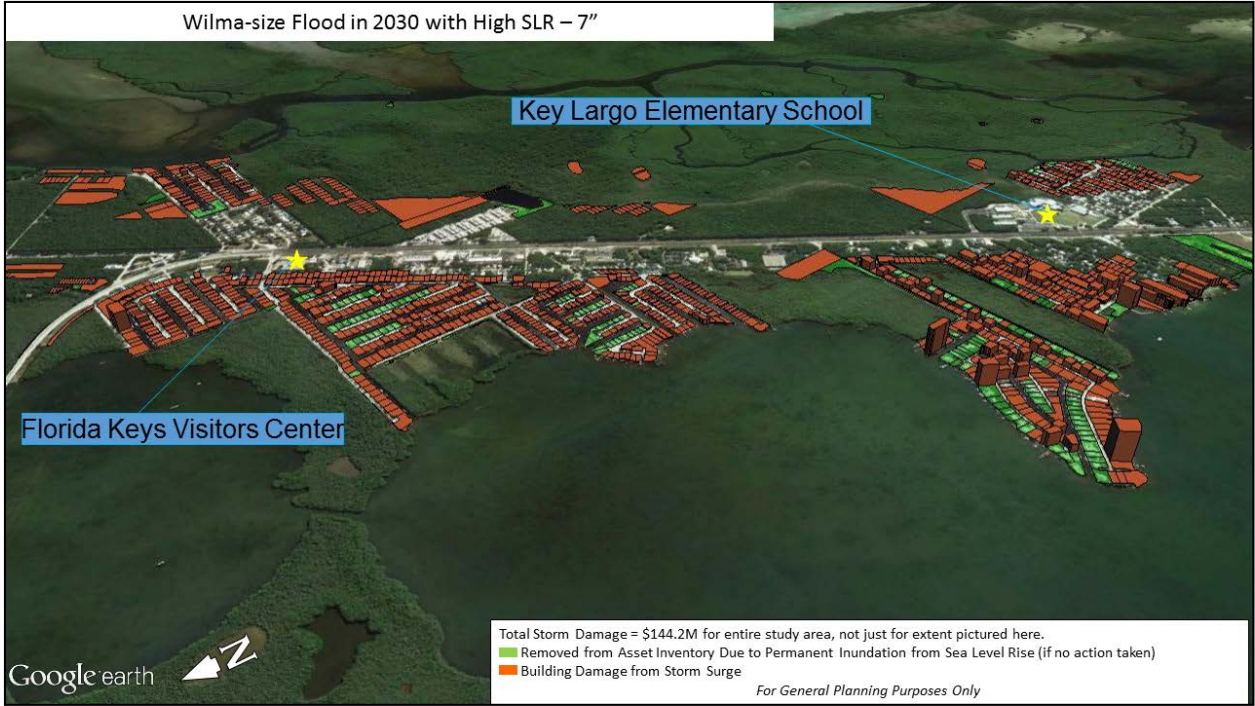 Wilma-size Flood in 2030 with High SLR – 7”
Key Largo Elementary School
Florida Keys Visitors Center
Total Storm Damage = $144.2M for entire study area, not just for extent pictured here.
Removed from Asset Inventory Due to Permanent Inundation from Sea Level Rise (if no action taken)
Building Damage from Storm Surge
For General Planning Purposes Only
N
Google earth